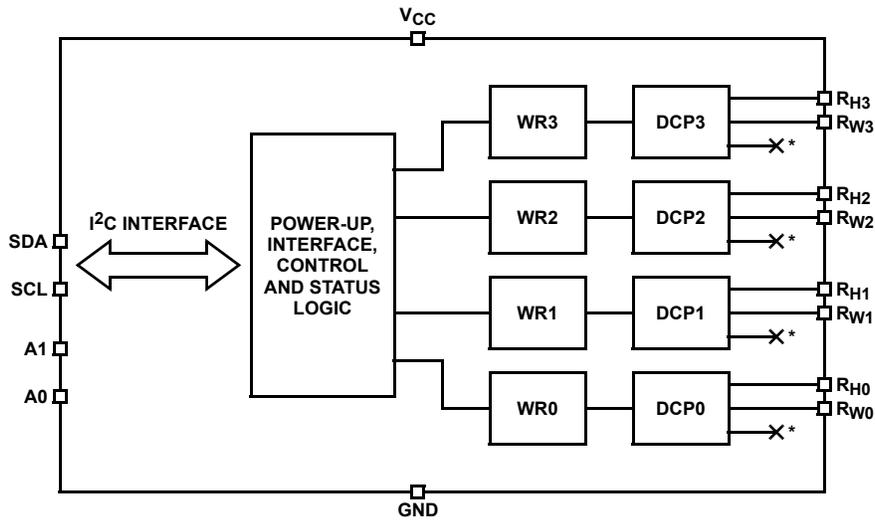 VCC
RH3
WR3
DCP3
RW3
*
RH2
I2C INTERFACE
POWER-UP,
INTERFACE,
CONTROL
AND STATUS
LOGIC
WR2
DCP2
RW2
*
SDA
SCL
RH1
WR1
DCP1
RW1
*
A1
A0
RH0
WR0
DCP0
RW0
*
GND